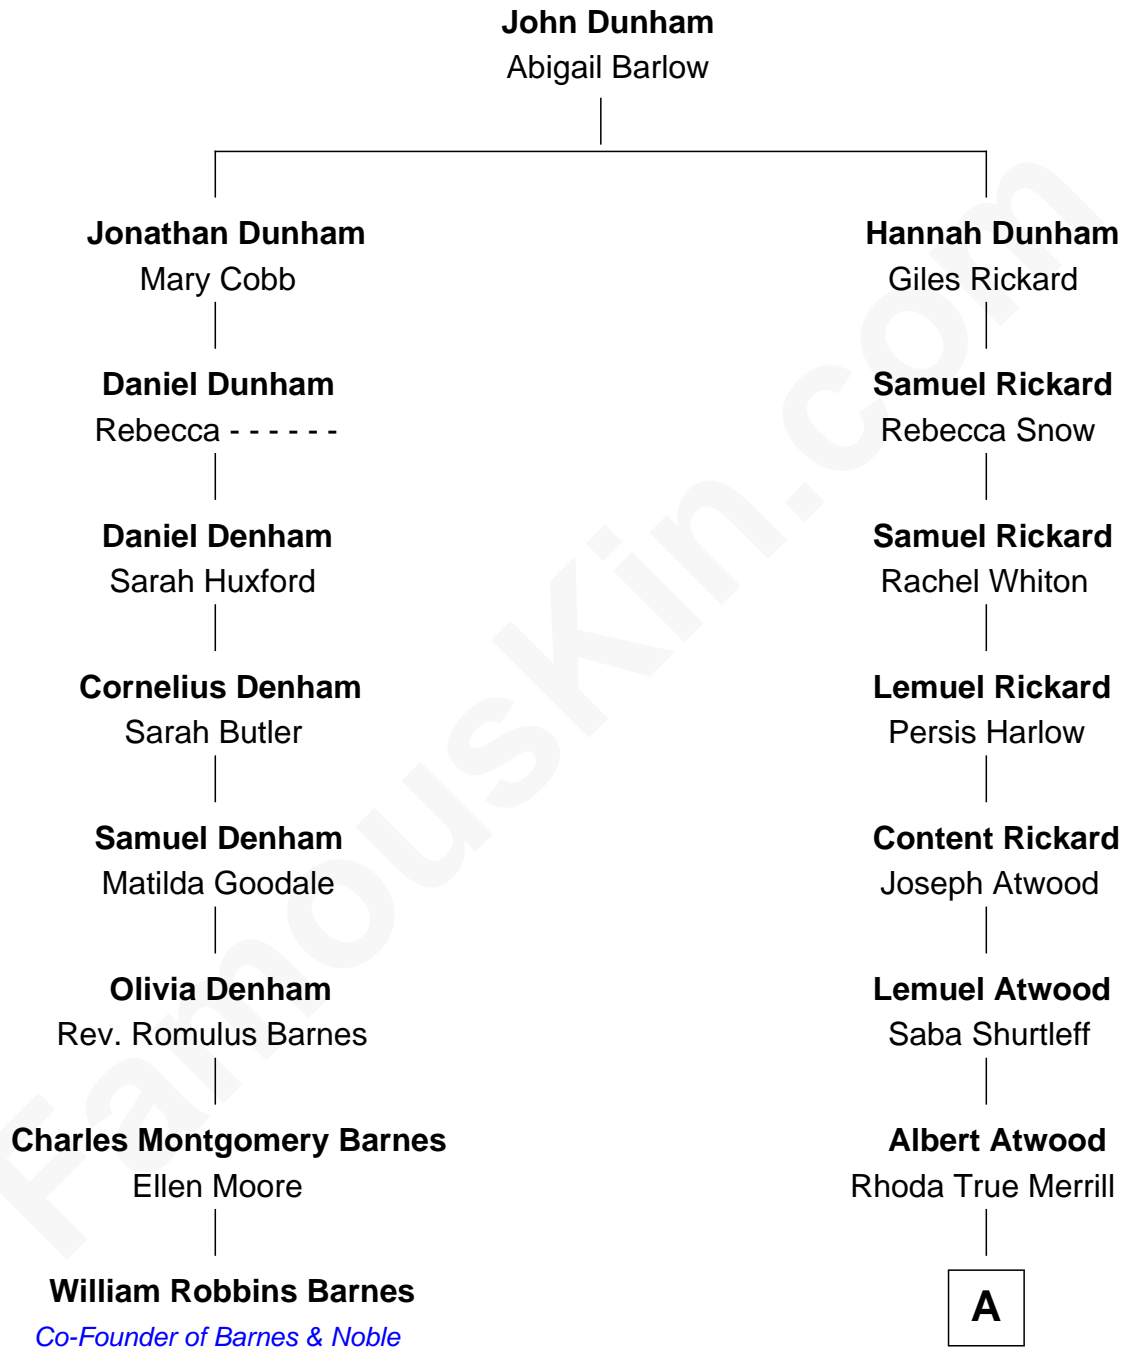 John Dunham
Abigail Barlow
Jonathan Dunham
Mary Cobb
Hannah Dunham
Giles Rickard
Daniel Dunham
Rebecca - - - - - -
Samuel Rickard
Rebecca Snow
Daniel Denham
Sarah Huxford
Samuel Rickard
Rachel Whiton
Cornelius Denham
Sarah Butler
Lemuel Rickard
Persis Harlow
Samuel Denham
Matilda Goodale
Content Rickard
Joseph Atwood
Olivia Denham
Rev. Romulus Barnes
Lemuel Atwood
Saba Shurtleff
Charles Montgomery Barnes
Ellen Moore
Albert Atwood
Rhoda True Merrill
William Robbins Barnes
Co-Founder of Barnes & Noble
A
FamousKin.com